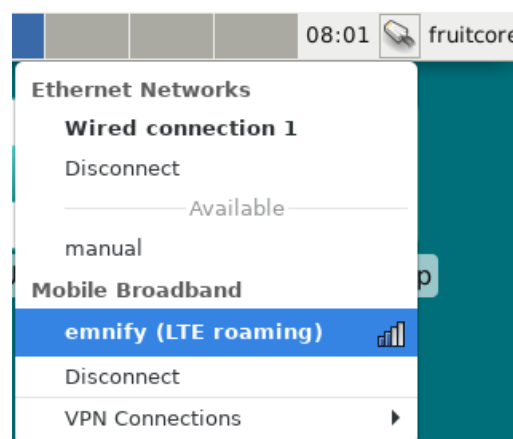 08:01 fruitcore
Ethernet Networks
Wired connection 1
Disconnect
Available
manual
Mobile Broadband
p
emnify (LTE roaming)
Disconnect
VPN Connections